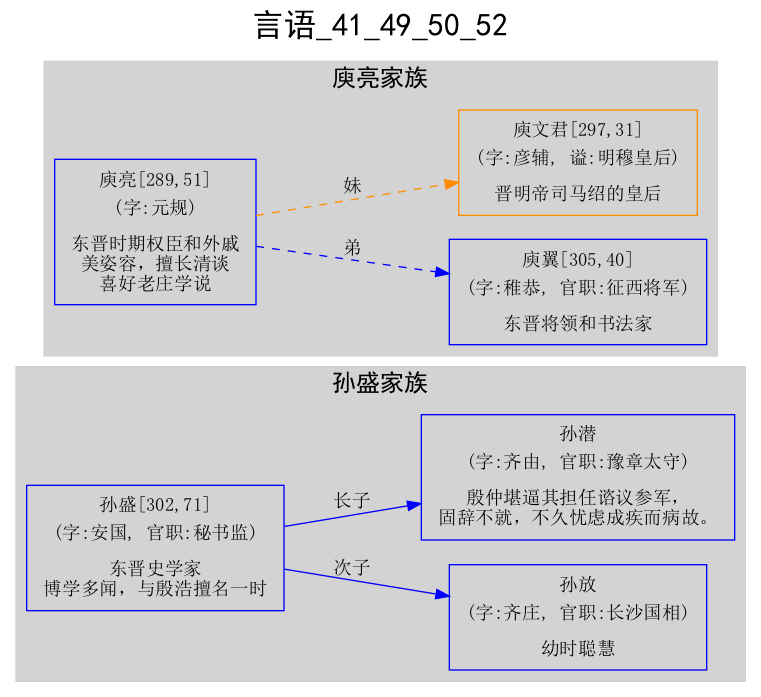 言语_41_49_50_52
庾亮家族
庾亮[289,51]
(字:元规)
东晋时期权臣和外戚
美姿容，擅长清谈
喜好老庄学说
妹
弟
庾文君[297,31]
(字:彦辅, 谥:明穆皇后)
晋明帝司马绍的皇后
庾翼[305,40]
(字:稚恭, 官职:征西将军)
东晋将领和书法家
孙盛家族
孙盛[302,71]
(字:安国, 官职:秘书监)
东晋史学家
博学多闻，与殷浩擅名一时
长子
次子
孙潜
(字:齐由, 官职:豫章太守)
殷仲堪逼其担任谘议参军，
固辞不就，不久忧虑成疾而病故。
孙放
(字:齐庄, 官职:长沙国相)
幼时聪慧